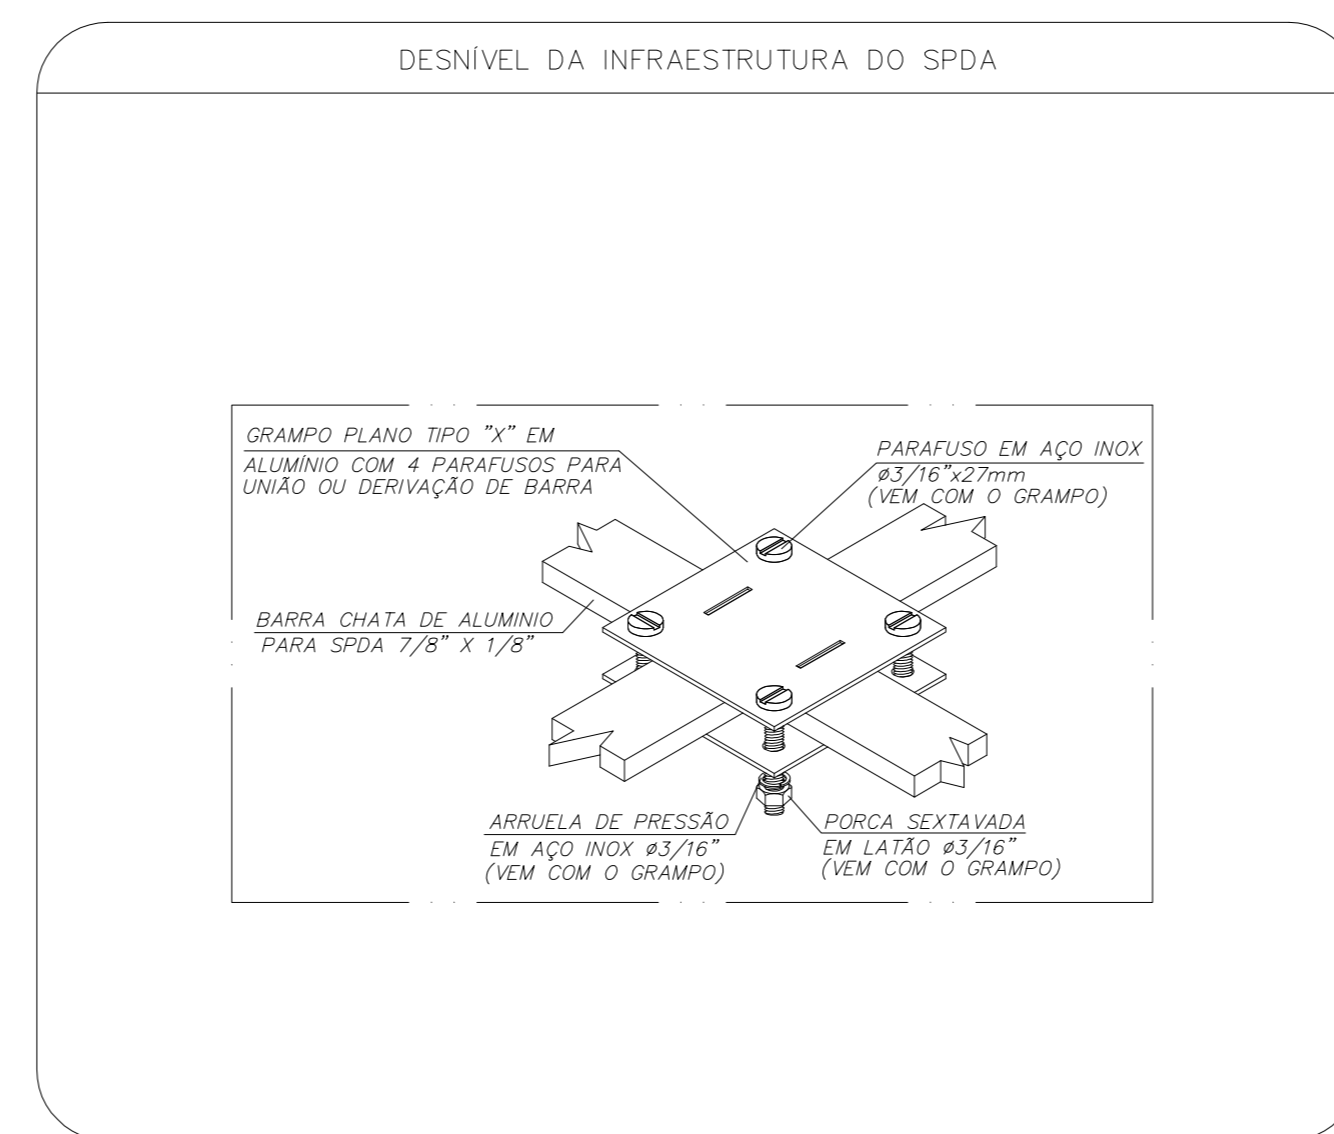 DESNÍVEL DA INFRAESTRUTURA DO SPDA
GRAMPO PLANO TIPO "X" EM
ALUMÍNIO COM 4 PARAFUSOS PARA
UNIÃO OU DERIVAÇÃO DE BARRA
PARAFUSO EM AÇO INOX
ø3/16"x27mm
(VEM COM O GRAMPO)
BARRA CHATA DE ALUMINIO
PARA SPDA 7/8" X 1/8"
ARRUELA DE PRESSÃO
EM AÇO INOX ø3/16"
(VEM COM O GRAMPO)
PORCA SEXTAVADA
EM LATÃO ø3/16"
(VEM COM O GRAMPO)